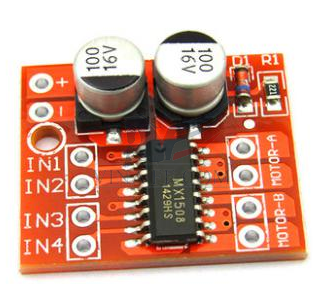 +
-
100
16V
100
16V
D1
R1
221
IN1
IN2
IN3
IN4
MX1508
1429HS
MOTOR-A
MOTOR-B